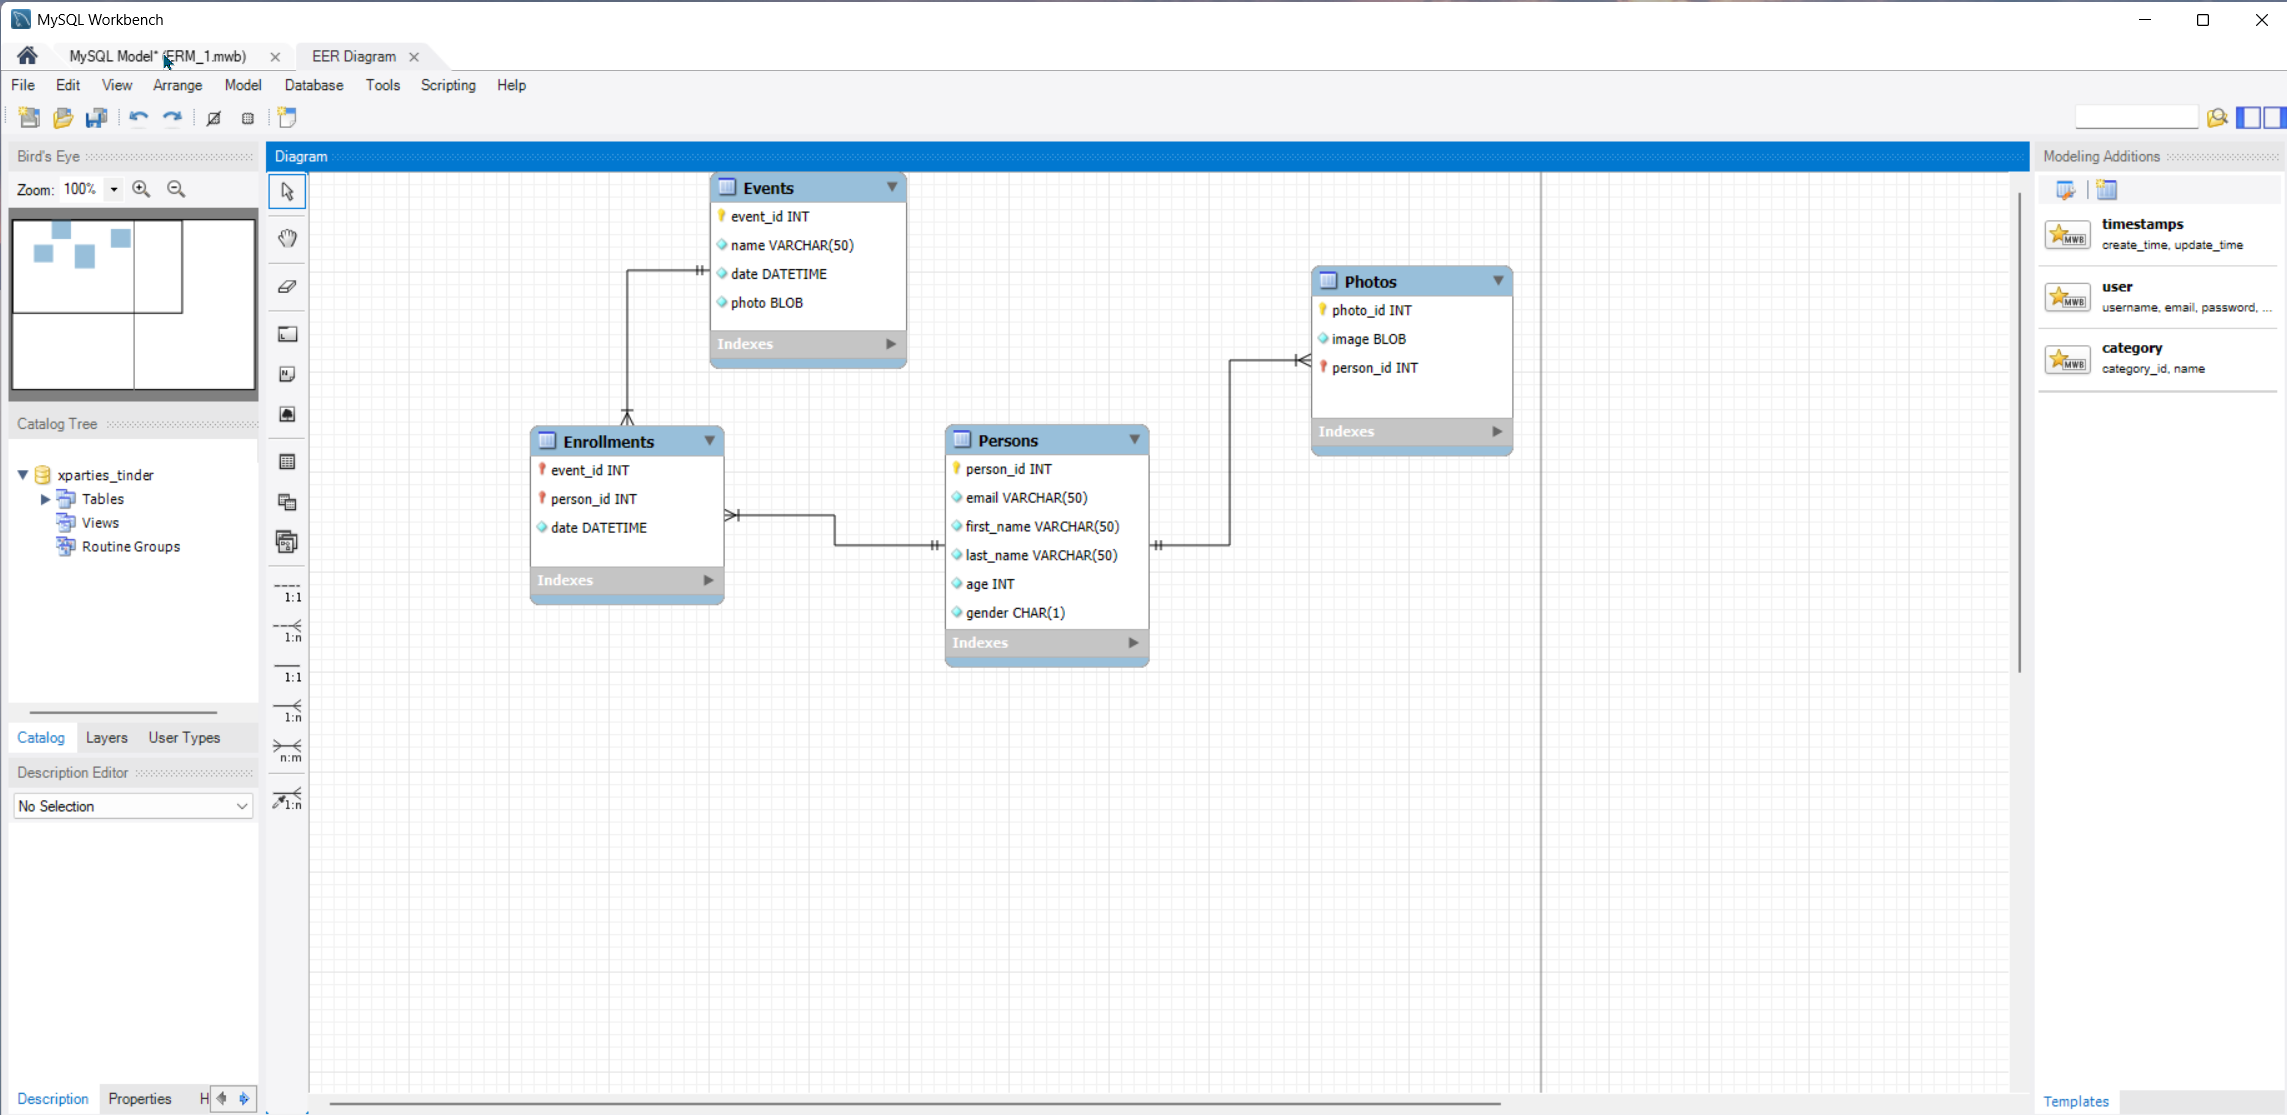 MySQL Workbench
MySQL Model* (ERM_1.mwb)
EER Diagram
File Edit View Arrange Model Database Tools Scripting Help
Bird's Eye
Zoom: 100%
Catalog Tree
xparties_tinder
Tables
Views
Routine Groups
Catalog Layers User Types
Description Editor
No Selection
Description Properties H
Diagram
1:1
1:n
1:1
1:n
n:m
1:n
Events
event_id INT
name VARCHAR(50)
date DATETIME
photo BLOB
Indexes
Enrollments
event_id INT
person_id INT
date DATETIME
Indexes
Persons
person_id INT
email VARCHAR(50)
first_name VARCHAR(50)
last_name VARCHAR(50)
age INT
gender CHAR(1)
Indexes
Photos
photo_id INT
image BLOB
person_id INT
Indexes
Modeling Additions
MWB
timestamps
create_time, update_time
MWB
user
username, email, password, ...
MWB
category
category_id, name
Templates